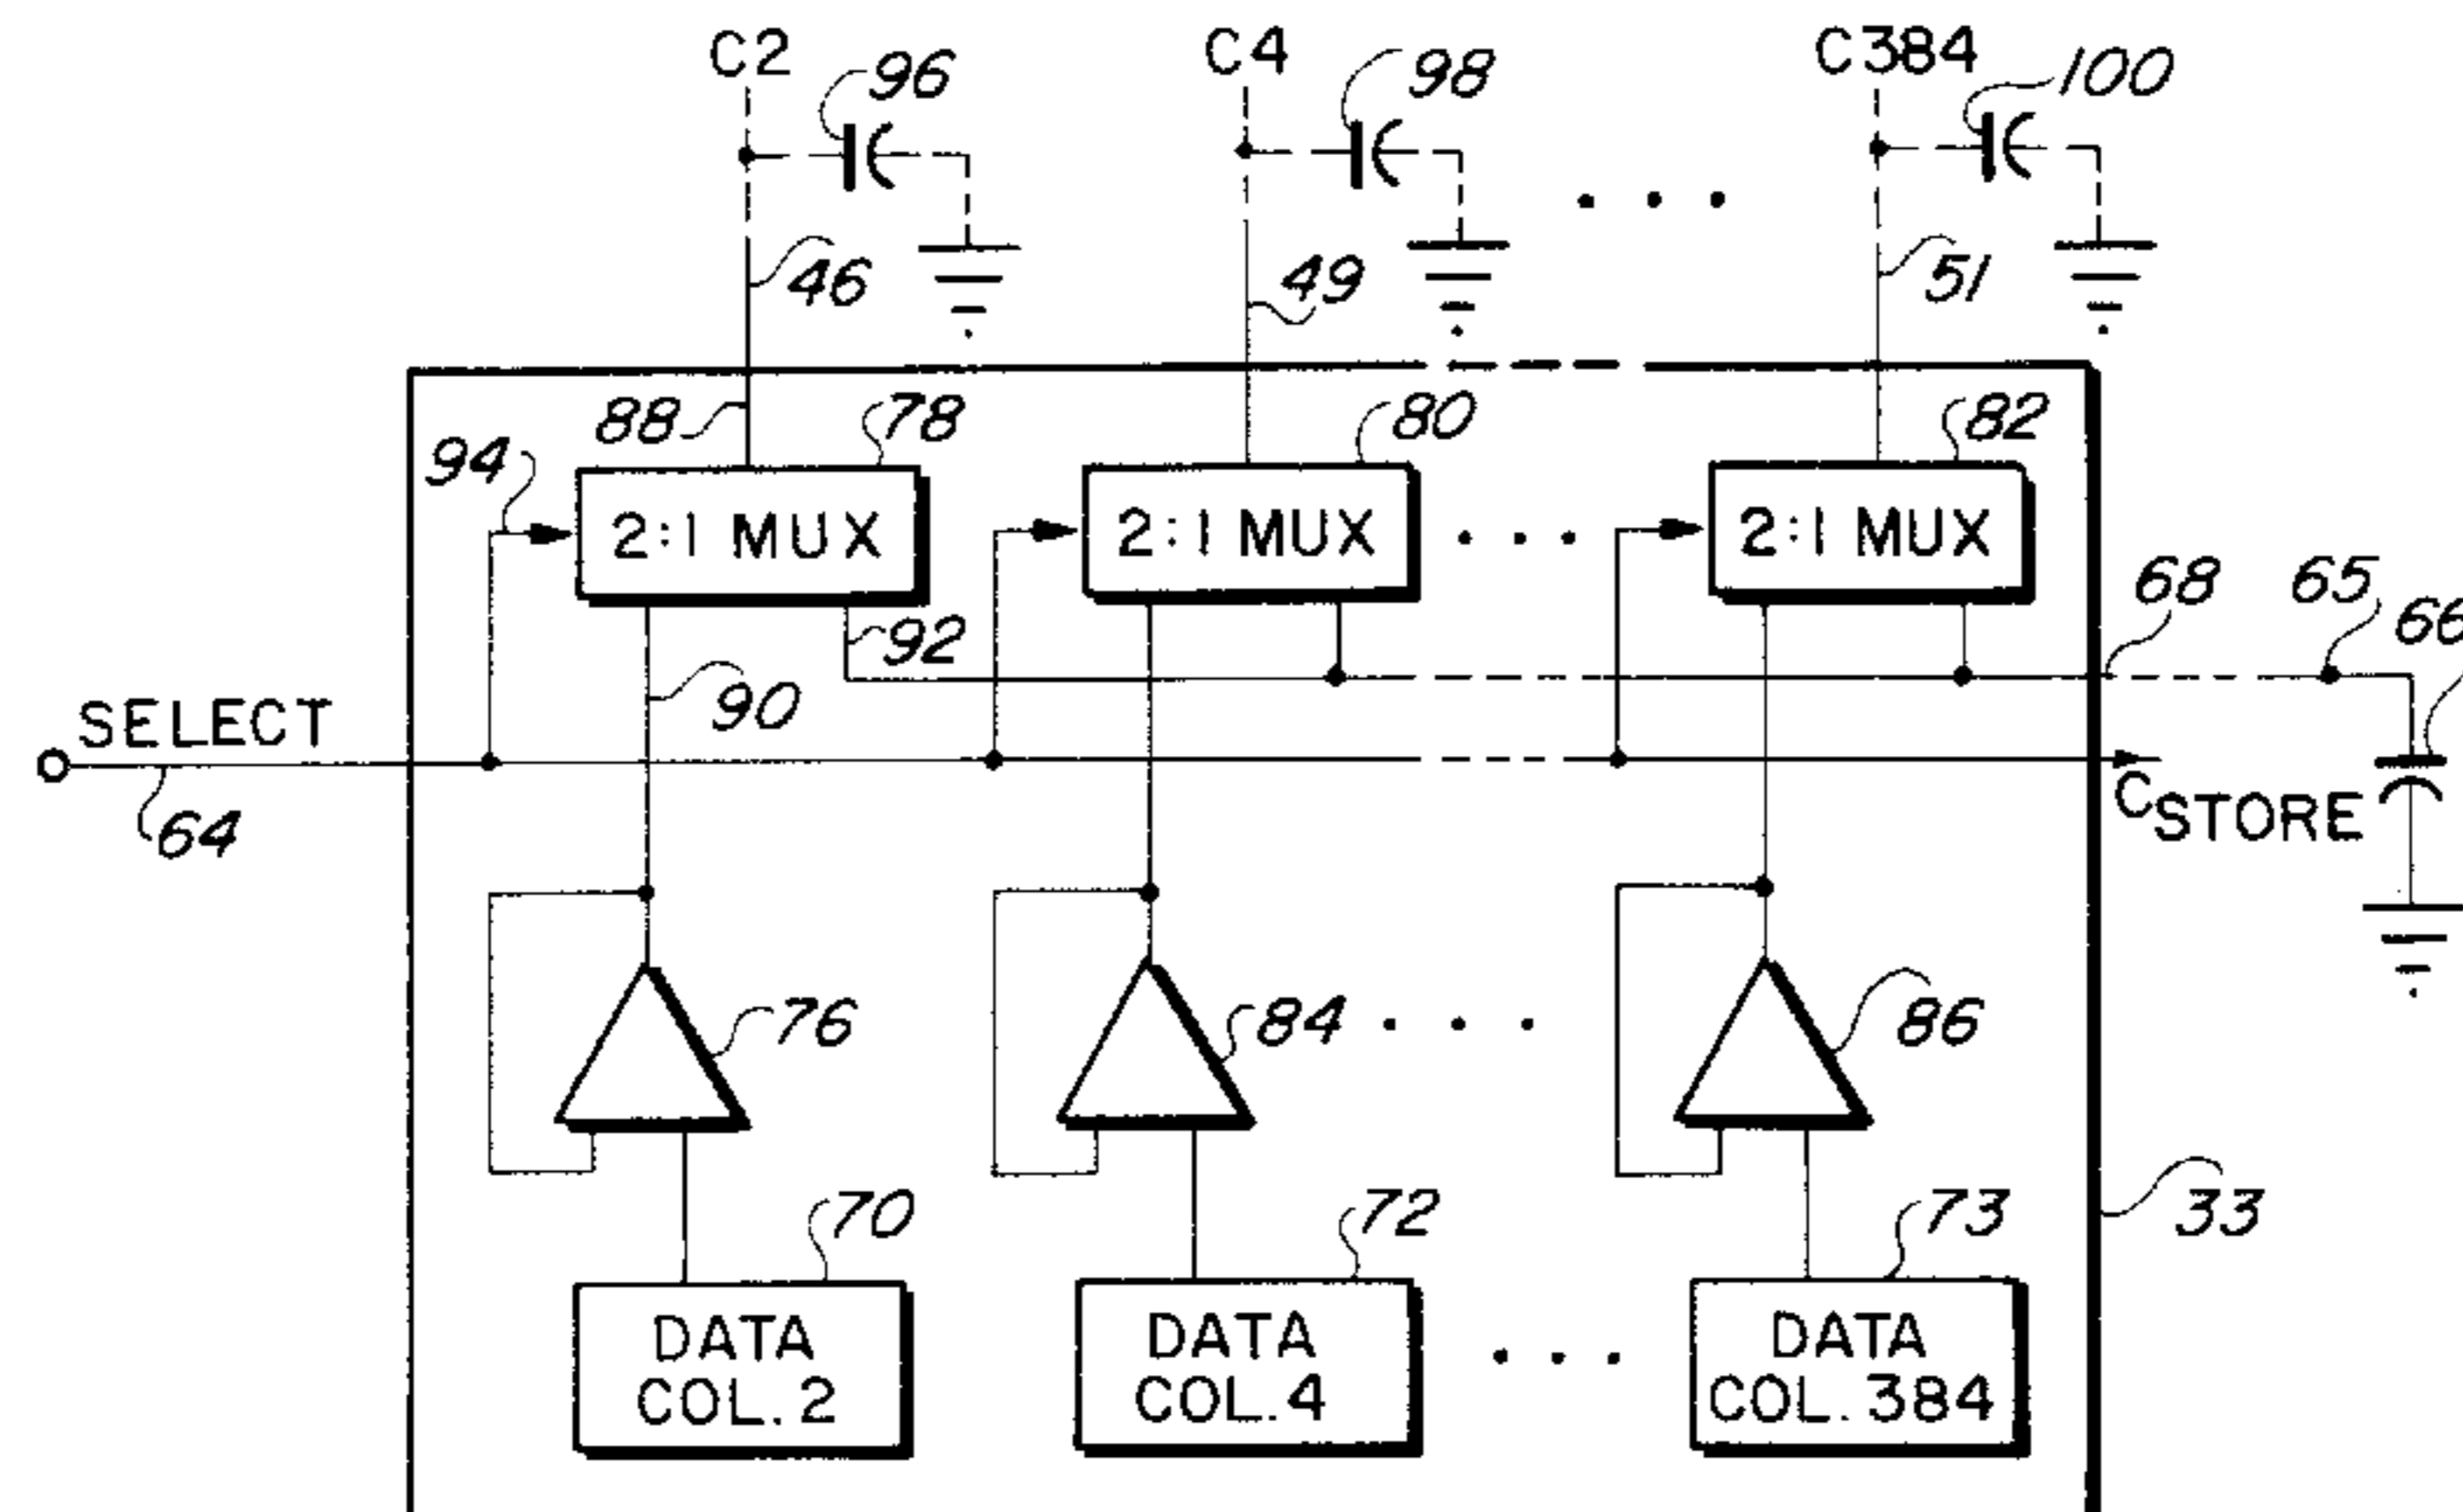 C2 96 C4 98 C384 100
46 49 51
88 78 80 82
94
2:1 MUX 2:1 MUX 2:1 MUX
68 65 66
92
90
SELECT
64
CSTORE
76 84 86
70 72 73 33
DATA COL. 2
DATA COL. 4
DATA COL. 384